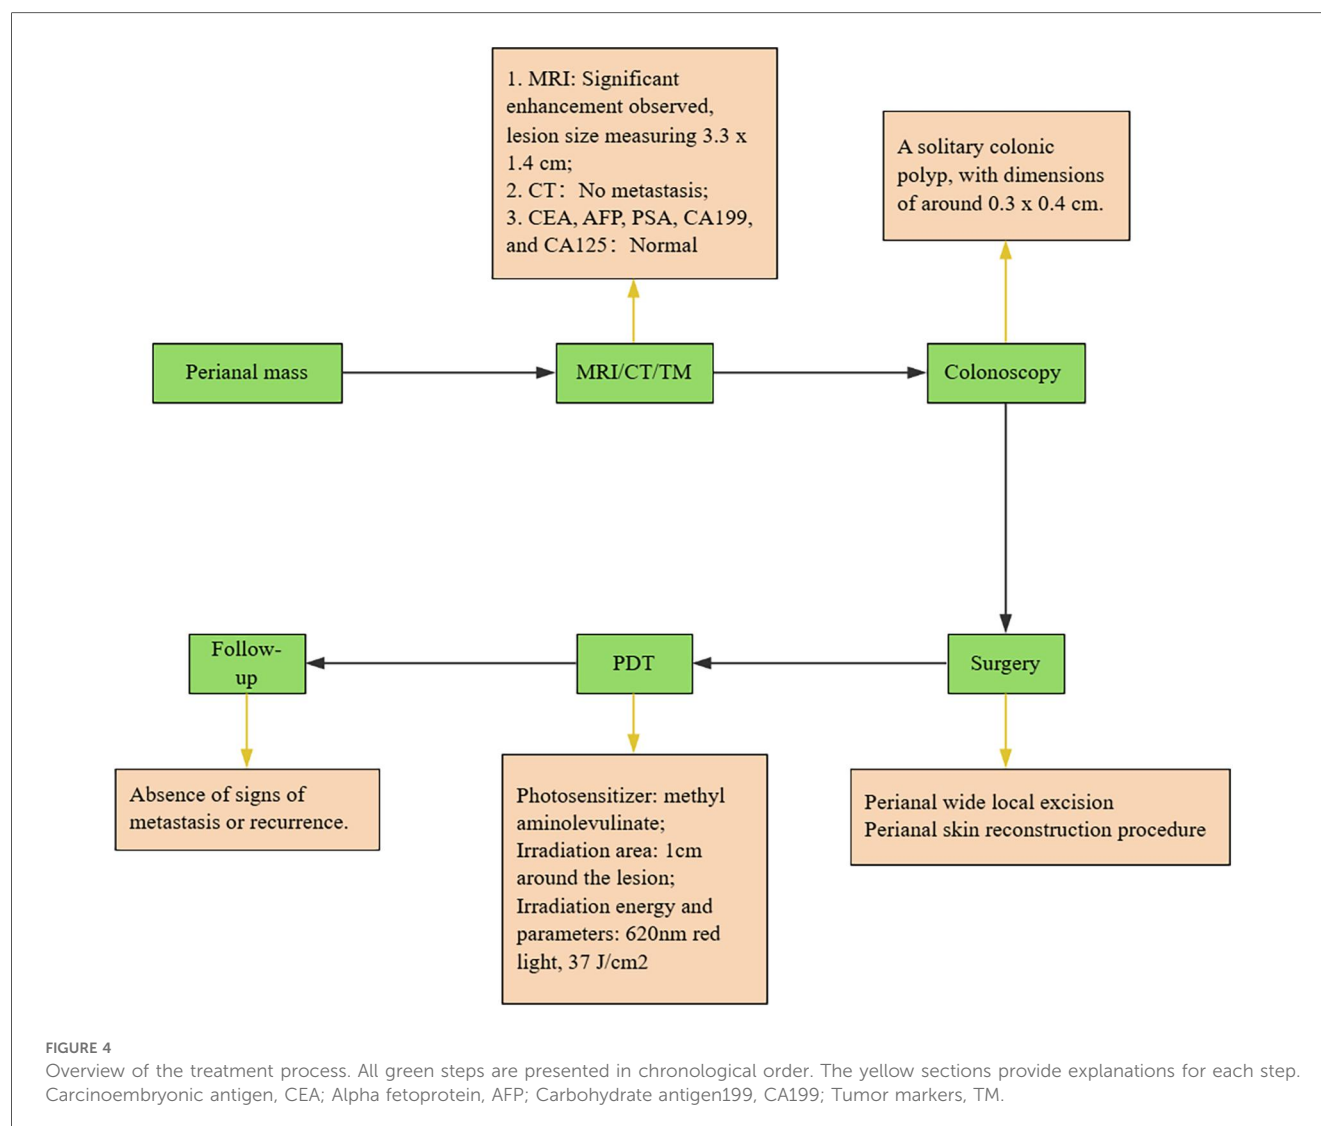 1. MRI: Significant
enhancement observed,
lesion size measuring 3.3 x
1.4 cm;
2. CT： No metastasis;
3. CEA, AFP, PSA, CA199,
and CA125： Normal
A solitary colonic
polyp, with dimensions
of around 0.3 x 0.4 cm.
Perianal mass
MRI/CT/TM
Colonoscopy
Follow-
up
PDT
Surgery
Absence of signs of
metastasis or recurrence.
Photosensitizer: methyl
aminolevulinate;
Irradiation area: 1cm
around the lesion;
Irradiation energy and
parameters: 620nm red
light, 37 J/cm2
Perianal wide local excision
Perianal skin reconstruction procedure
FIGURE 4
Overview of the treatment process. All green steps are presented in chronological order. The yellow sections provide explanations for each step.
Carcinoembryonic antigen, CEA; Alpha fetoprotein, AFP; Carbohydrate antigen199, CA199; Tumor markers, TM.